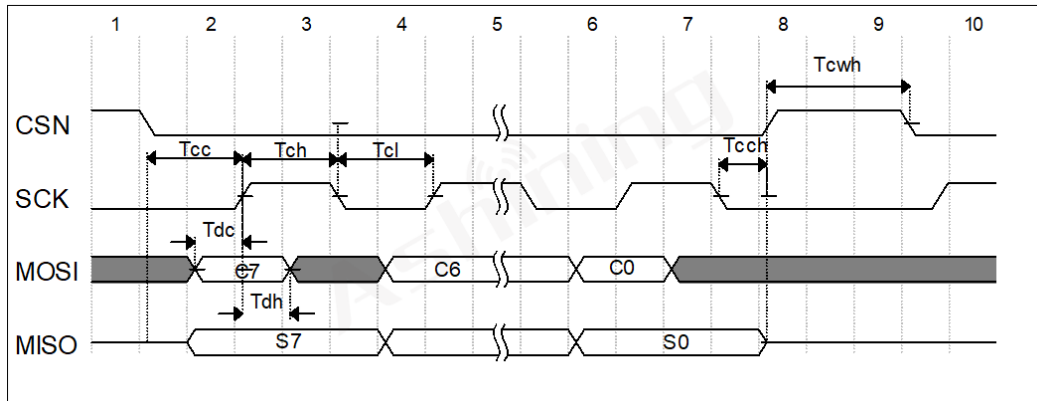 1 2 3 4 5 6 7 8 9 10
Tcwh
CSN
Tcc Tch Tcl Tcch
SCK
Tdc
MOSI C7 C6 C0
Tdh
MISO S7 S0
Ashining